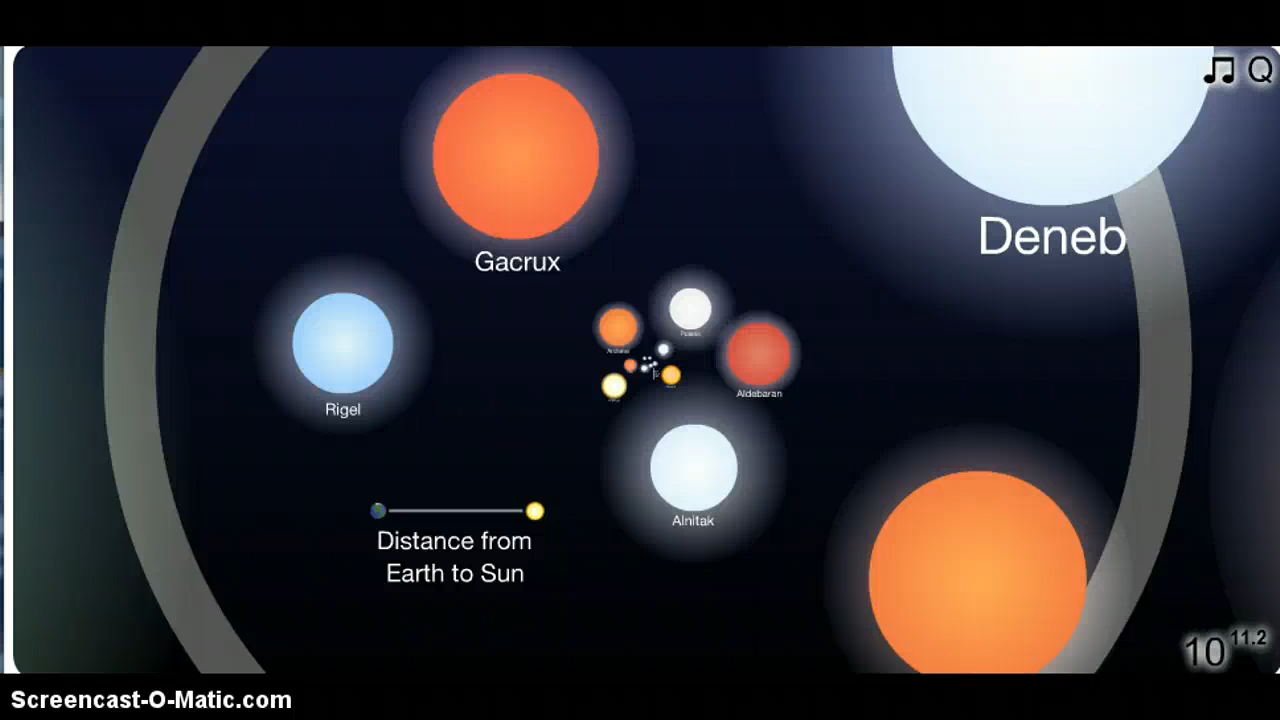 Deneb
Gacrux
Aldebaran
Rigel
Alnitak
Distance from
Earth to Sun
10 11.2
Q
Screencast-O-Matic.com